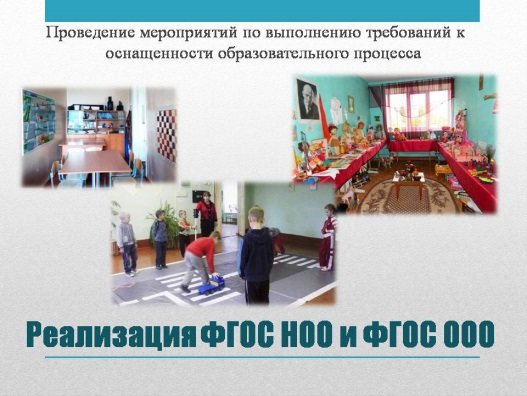 Проведение мероприятий по выполнению требований к
оснащенности образовательного процесса
Реализация ФГОС НОО и ФГОС ООО